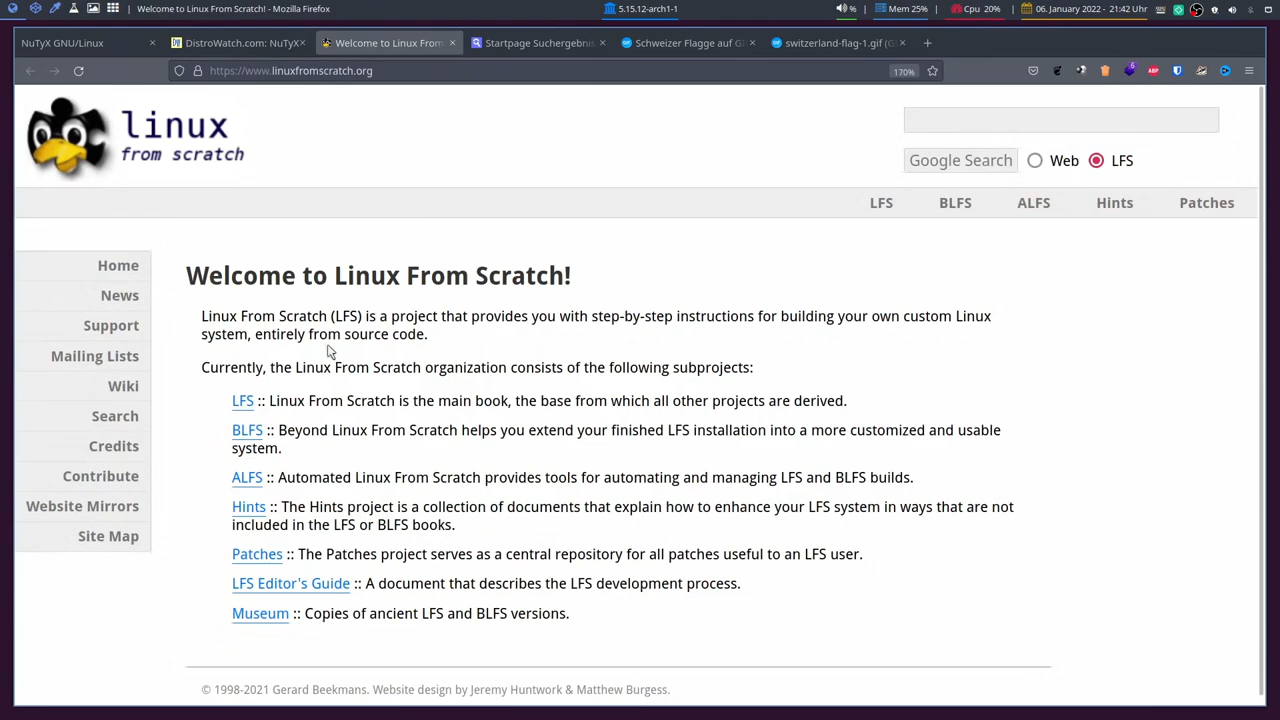 Welcome to Linux From Scratch! - Mozilla Firefox
5.15.12-arch1-1
%
Mem 25%
Cpu 20%
06. January 2022 - 21:42 Uhr
NuTyX GNU/Linux
DistroWatch.com: NuTyX
Welcome to Linux From
Startpage Suchergebnis
Schweizer Flagge auf G
switzerland-flag-1.gif (
https://www.linuxfromscratch.org
170%
6
ABP
linux
from scratch
Google Search
Web
LFS
LFS
BLFS
ALFS
Hints
Patches
Home
News
Support
Mailing Lists
Wiki
Search
Credits
Contribute
Website Mirrors
Site Map
Welcome to Linux From Scratch!
Linux From Scratch (LFS) is a project that provides you with step-by-step instructions for building your own custom Linux
system, entirely from source code.
Currently, the Linux From Scratch organization consists of the following subprojects:
LFS :: Linux From Scratch is the main book, the base from which all other projects are derived.
BLFS :: Beyond Linux From Scratch helps you extend your finished LFS installation into a more customized and usable
system.
ALFS :: Automated Linux From Scratch provides tools for automating and managing LFS and BLFS builds.
Hints :: The Hints project is a collection of documents that explain how to enhance your LFS system in ways that are not
included in the LFS or BLFS books.
Patches :: The Patches project serves as a central repository for all patches useful to an LFS user.
LFS Editor's Guide :: A document that describes the LFS development process.
Museum :: Copies of ancient LFS and BLFS versions.
© 1998-2021 Gerard Beekmans. Website design by Jeremy Huntwork & Matthew Burgess.